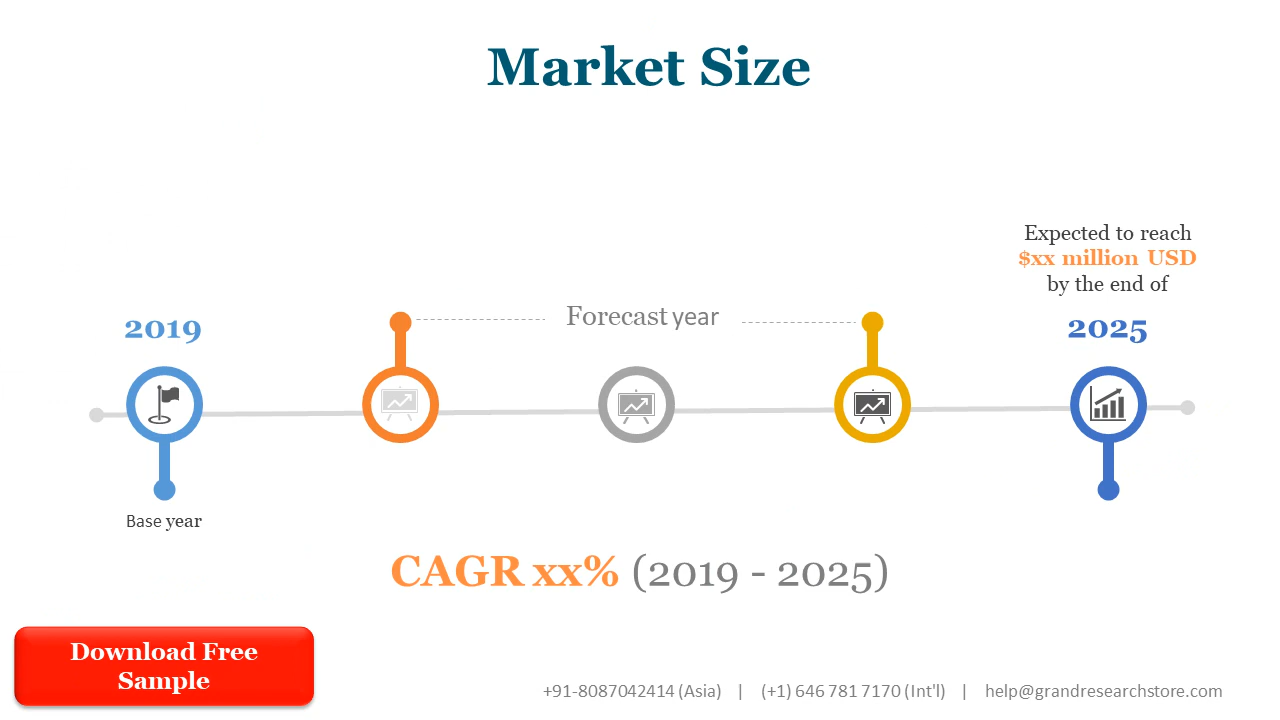 Market Size
Expected to reach
$xx million USD
by the end of
2019
Forecast year
2025
Base year
CAGR xx% (2019 - 2025)
Download Free
Sample
+91-8087042414 (Asia) | (+1) 646 781 7170 (Int'l) | help@grandresearchstore.com